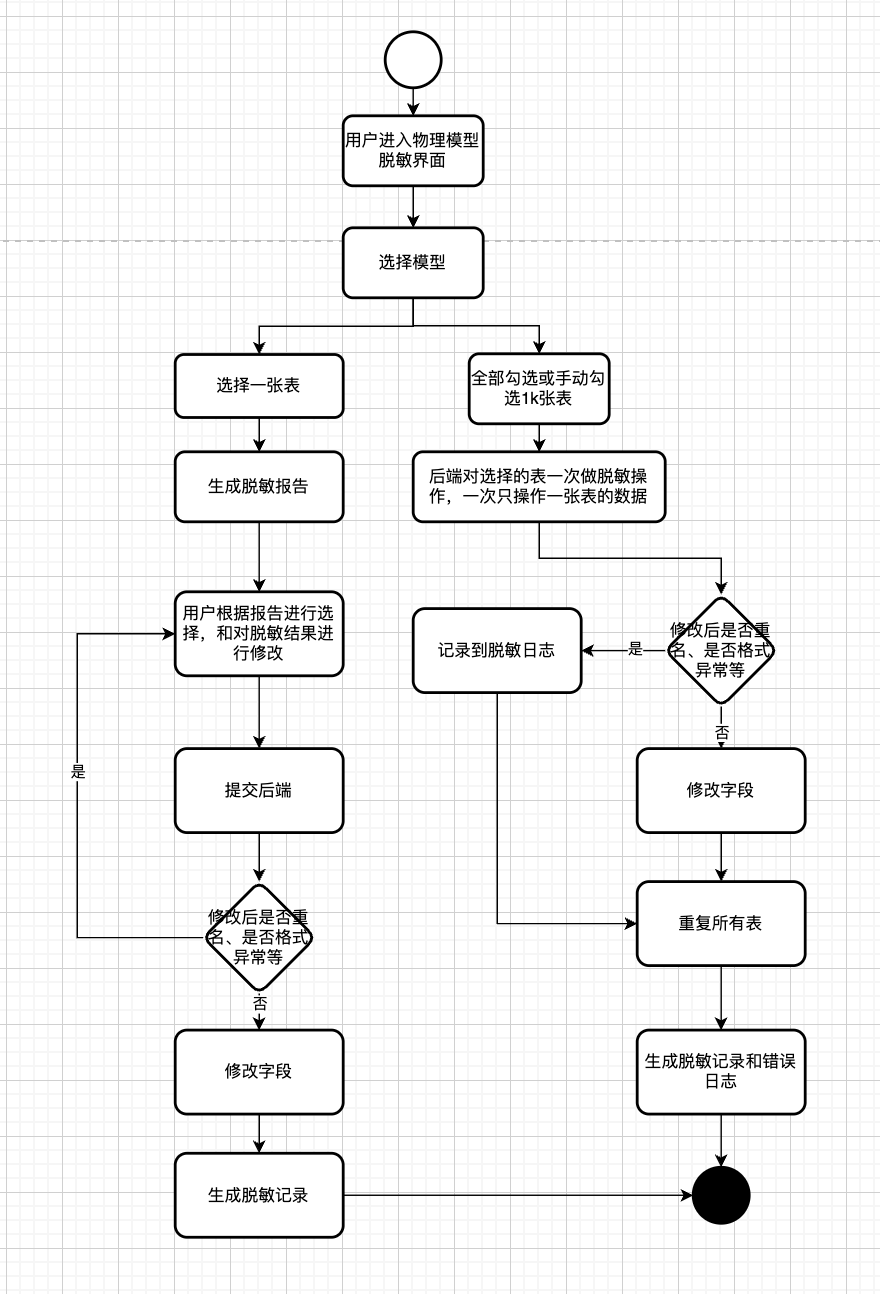 用户进入物理模型
脱敏界面
选择模型
选择一张表
全部勾选或手动勾
选1k张表
生成脱敏报告
后端对选择的表一次做脱敏操
作，一次只操作一张表的数据
用户根据报告进行选
择，和对脱敏结果进
行修改
记录到脱敏日志
是
修改后是否重
名、是否格式
异常等
否
是
提交后端
修改字段
修改后是否重
名、是否格式
异常等
否
重复所有表
修改字段
生成脱敏记录和错误
日志
生成脱敏记录